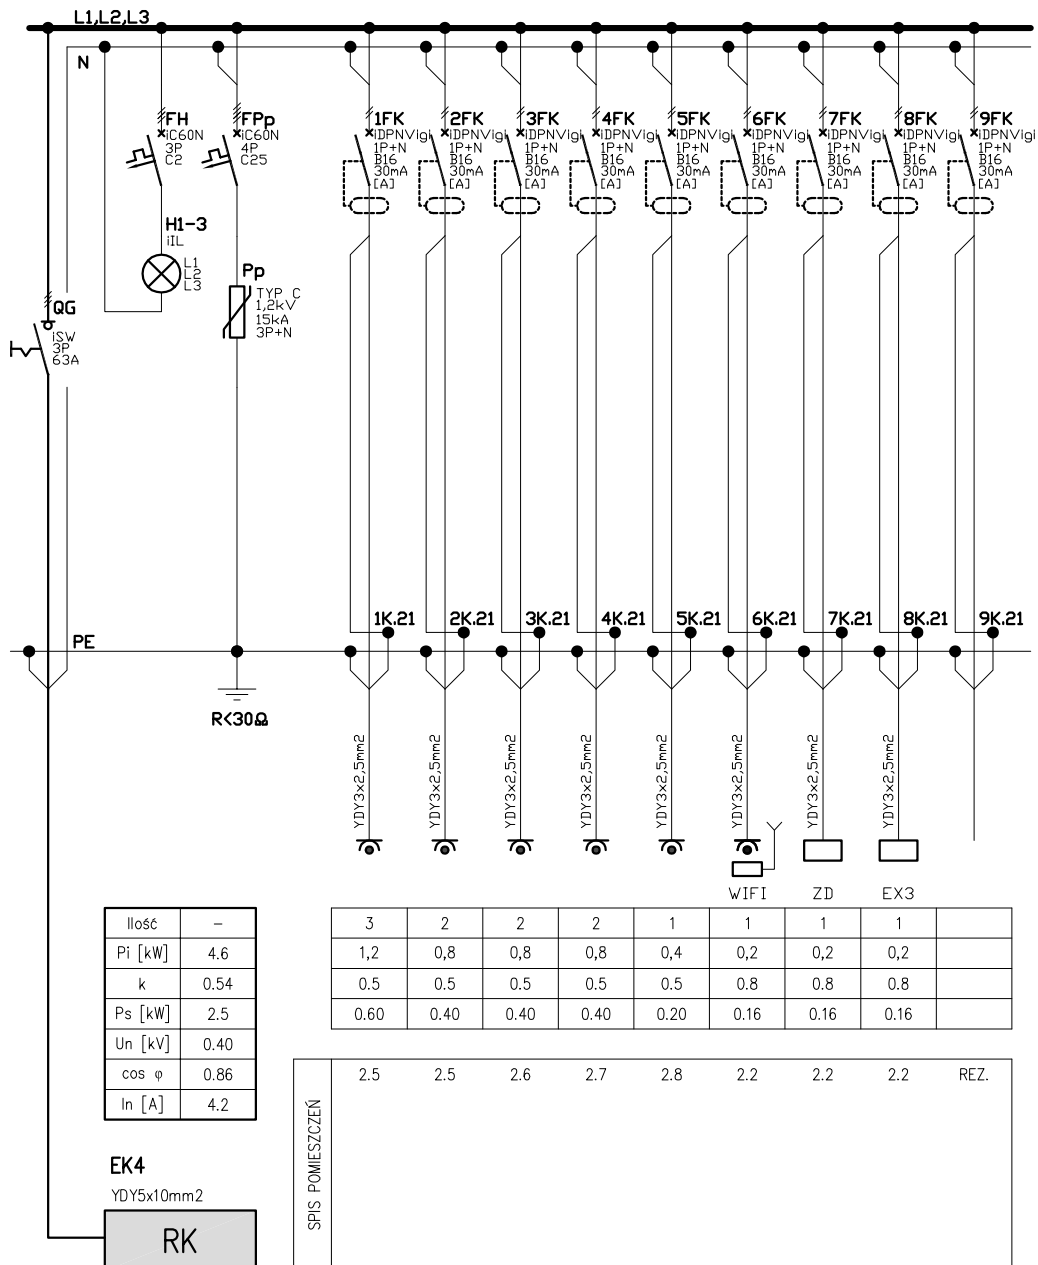 L1,L2,L3
N
FH
iC60N
3P
C2
FPp
iC60N
4P
C25
1FK
iDPNVigi
1P+N
B16
30mA
[A]
2FK
iDPNVigi
1P+N
B16
30mA
[A]
3FK
iDPNVigi
1P+N
B16
30mA
[A]
4FK
iDPNVigi
1P+N
B16
30mA
[A]
5FK
iDPNVigi
1P+N
B16
30mA
[A]
6FK
iDPNVigi
1P+N
B16
30mA
[A]
7FK
iDPNVigi
1P+N
B16
30mA
[A]
8FK
iDPNVigi
1P+N
B16
30mA
[A]
9FK
iDPNVigi
1P+N
B16
30mA
[A]
H1-3
iIL
L1
L2
L3
Pp
TYP C
1,2kV
15kA
3P+N
QG
iSW
3P
63A
1K.21 2K.21 3K.21 4K.21 5K.21 6K.21 7K.21 8K.21 9K.21
PE
R<30Ω
YDY3x2,5mm2
YDY3x2,5mm2
YDY3x2,5mm2
YDY3x2,5mm2
YDY3x2,5mm2
YDY3x2,5mm2
YDY3x2,5mm2
YDY3x2,5mm2
WIFI ZD EX3
Ilość –
Pi [kW] 4.6
k 0.54
Ps [kW] 2.5
Un [kV] 0.40
cos φ 0.86
In [A] 4.2
3 2 2 2 1 1 1 1
1,2 0,8 0,8 0,8 0,4 0,2 0,2 0,2
0.5 0.5 0.5 0.5 0.5 0.8 0.8 0.8
0.60 0.40 0.40 0.40 0.20 0.16 0.16 0.16
SPIS POMIESZCZEŃ
2.5 2.5 2.6 2.7 2.8 2.2 2.2 2.2 REZ.
EK4
YDY5x10mm2
RK